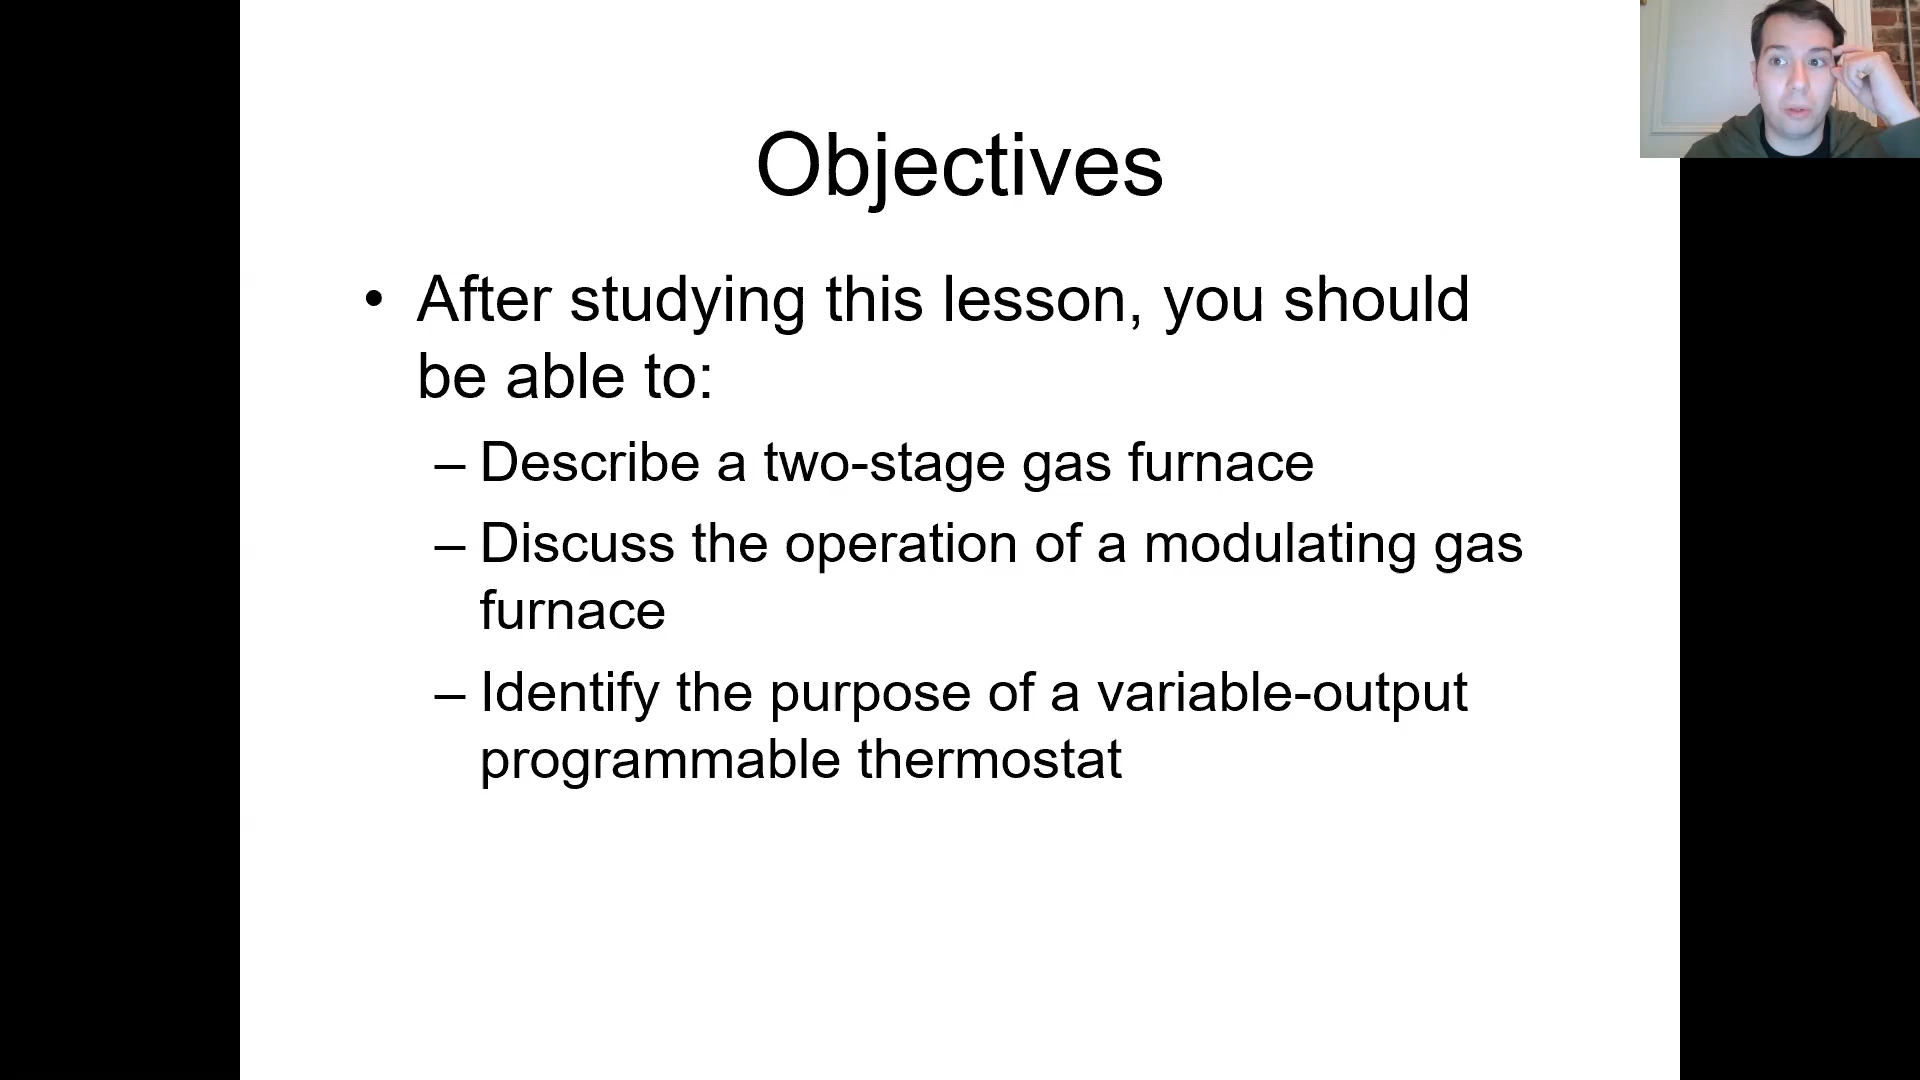 Objectives
• After studying this lesson, you should
be able to:
– Describe a two-stage gas furnace
– Discuss the operation of a modulating gas
furnace
– Identify the purpose of a variable-output
programmable thermostat